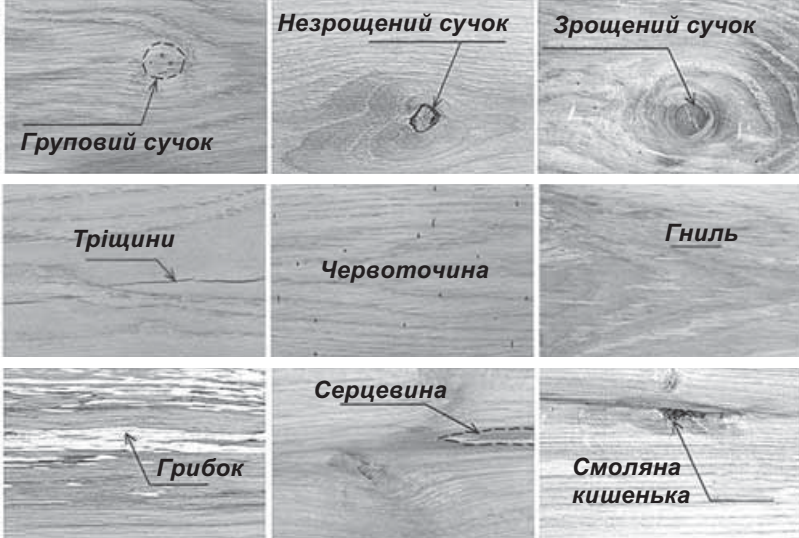 Незрощений сучок
Зрощений сучок
Груповий сучок
Тріщини
Червоточина
Гниль
Грибок
Серцевина
Смоляна
кишенька